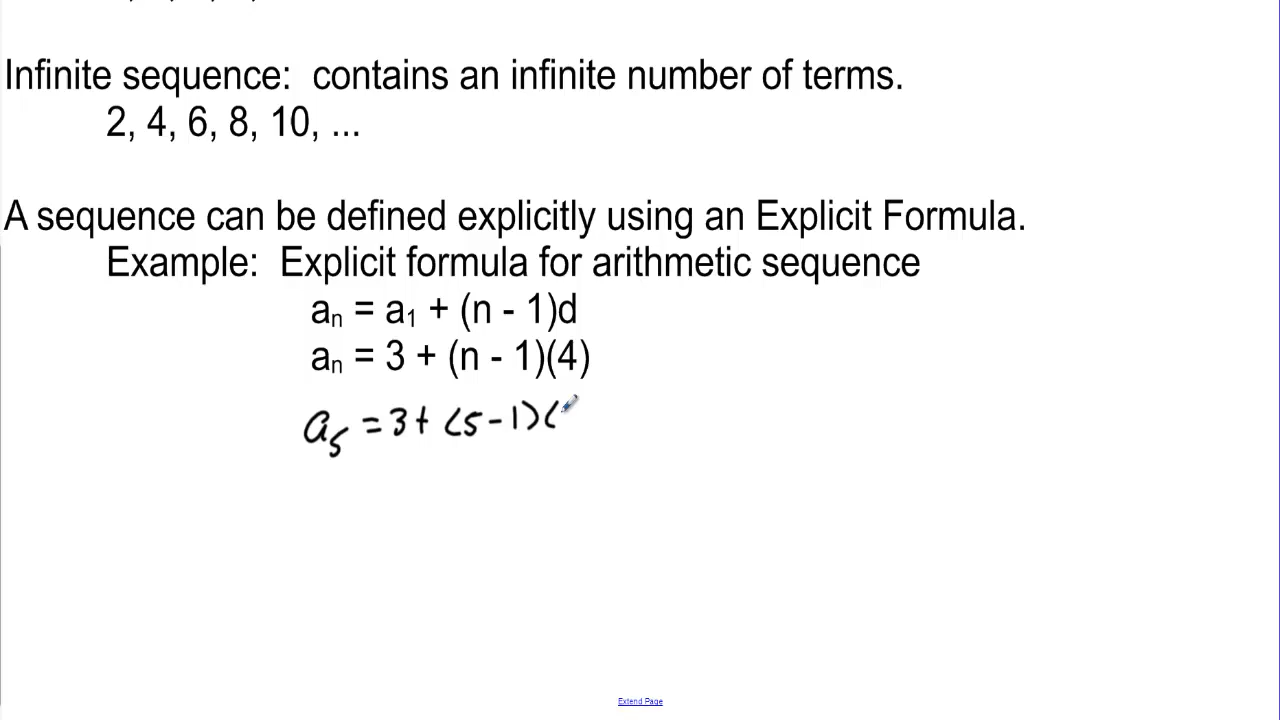 Infinite sequence:  contains an infinite number of terms.
2, 4, 6, 8, 10, ...
A sequence can be defined explicitly using an Explicit Formula.
Example:  Explicit formula for arithmetic sequence
aₙ = a₁ + (n - 1)d
aₙ = 3 + (n - 1)(4)
a₅ = 3 + (5 - 1)(
Extend Page